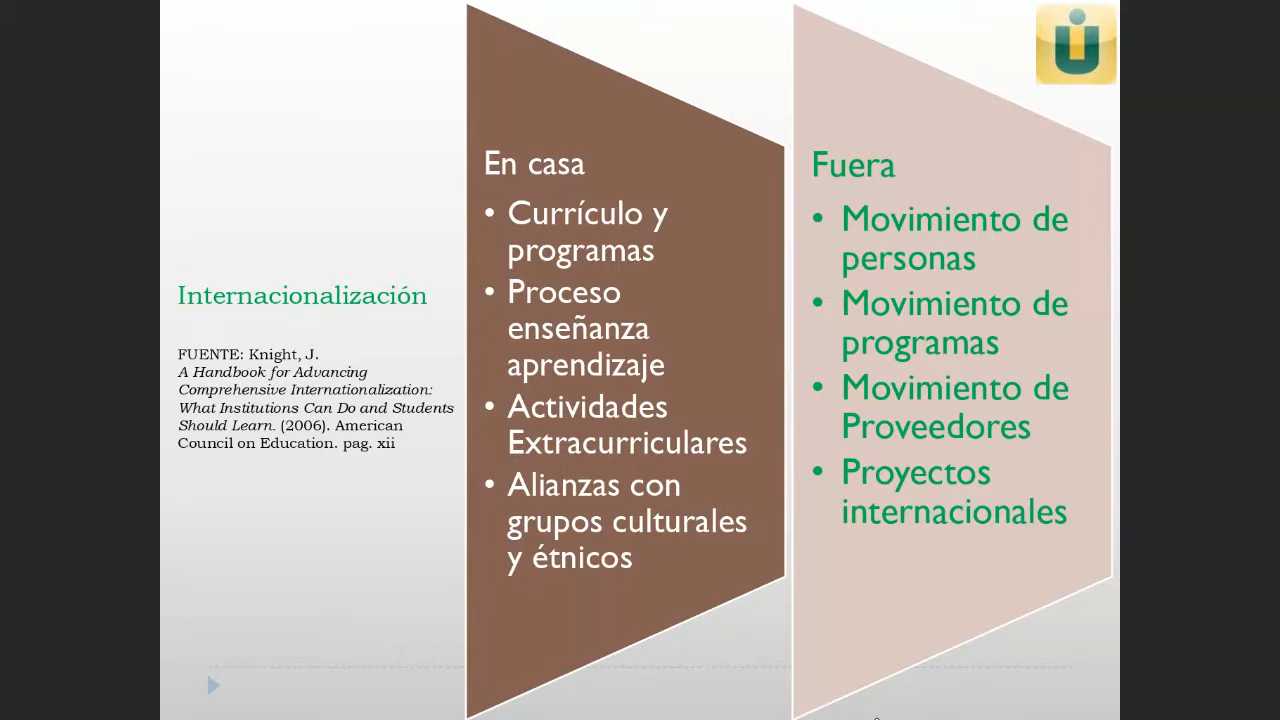 Internacionalización
FUENTE: Knight, J.
A Handbook for Advancing
Comprehensive Internationalization:
What Institutions Can Do and Students
Should Learn. (2006). American
Council on Education. pag. xii
En casa
• Currículo y
programas
• Proceso
enseñanza
aprendizaje
• Actividades
Extracurriculares
• Alianzas con
grupos culturales
y étnicos
Fuera
• Movimiento de
personas
• Movimiento de
programas
• Movimiento de
Proveedores
• Proyectos
internacionales